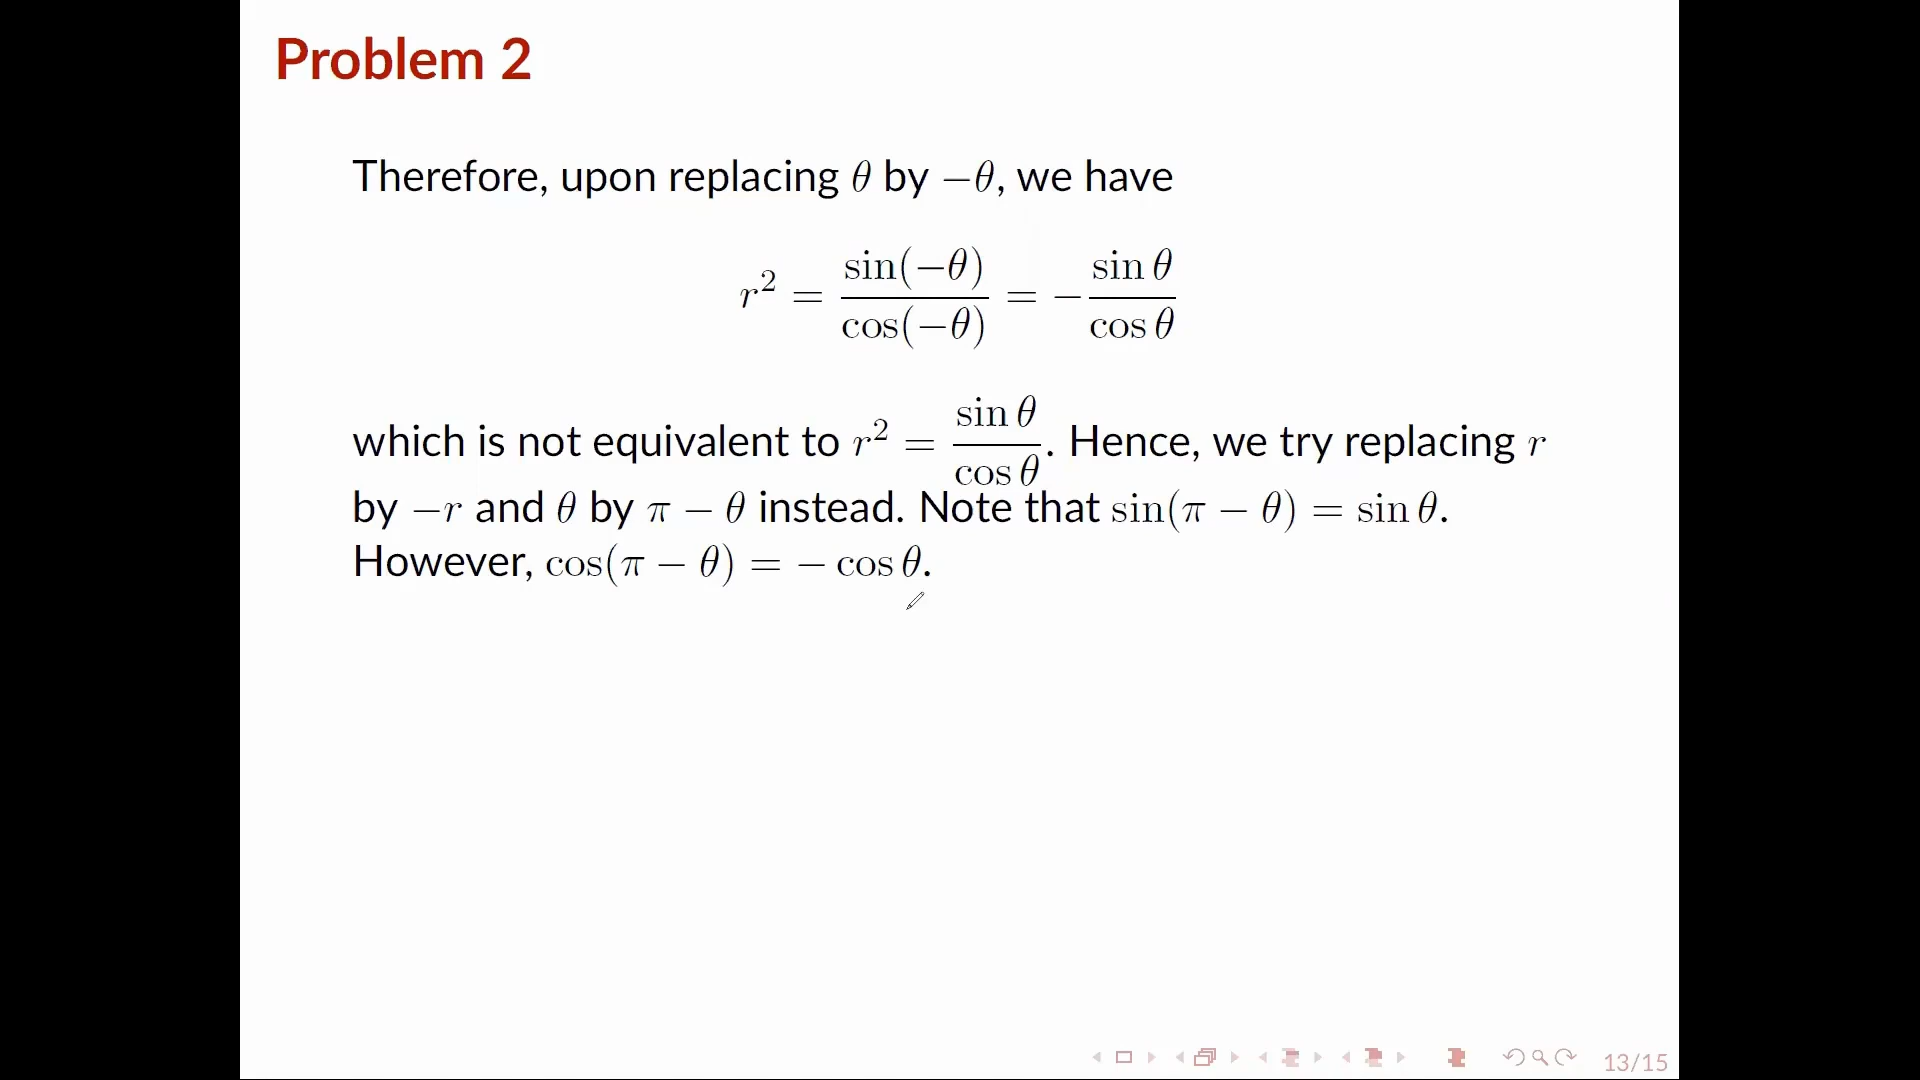 Problem 2
Therefore, upon replacing θ by −θ, we have
r² = sin(−θ)/cos(−θ) = − sin θ/cos θ
which is not equivalent to r² = sin θ/cos θ. Hence, we try replacing r
by −r and θ by π − θ instead. Note that sin(π − θ) = sin θ.
However, cos(π − θ) = − cos θ.
13/15